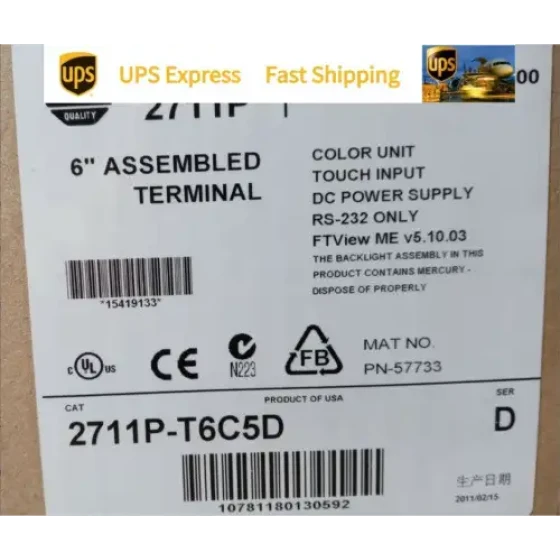 ups UPS Express Fast Shipping ups 00
QUALITY 2711P
6" ASSEMBLED
TERMINAL
COLOR UNIT
TOUCH INPUT
DC POWER SUPPLY
RS-232 ONLY
FTView ME v5.10.03
THE BACKLIGHT ASSEMBLY IN THIS
PRODUCT CONTAINS MERCURY -
DISPOSE OF PROPERLY
*15419133*
C UL US CE N223 FB
MAT NO.
PN-57733
PRODUCT OF USA
CAT
2711P-T6C5D
SER
D
10781180130592
生产日期
2011/02/15